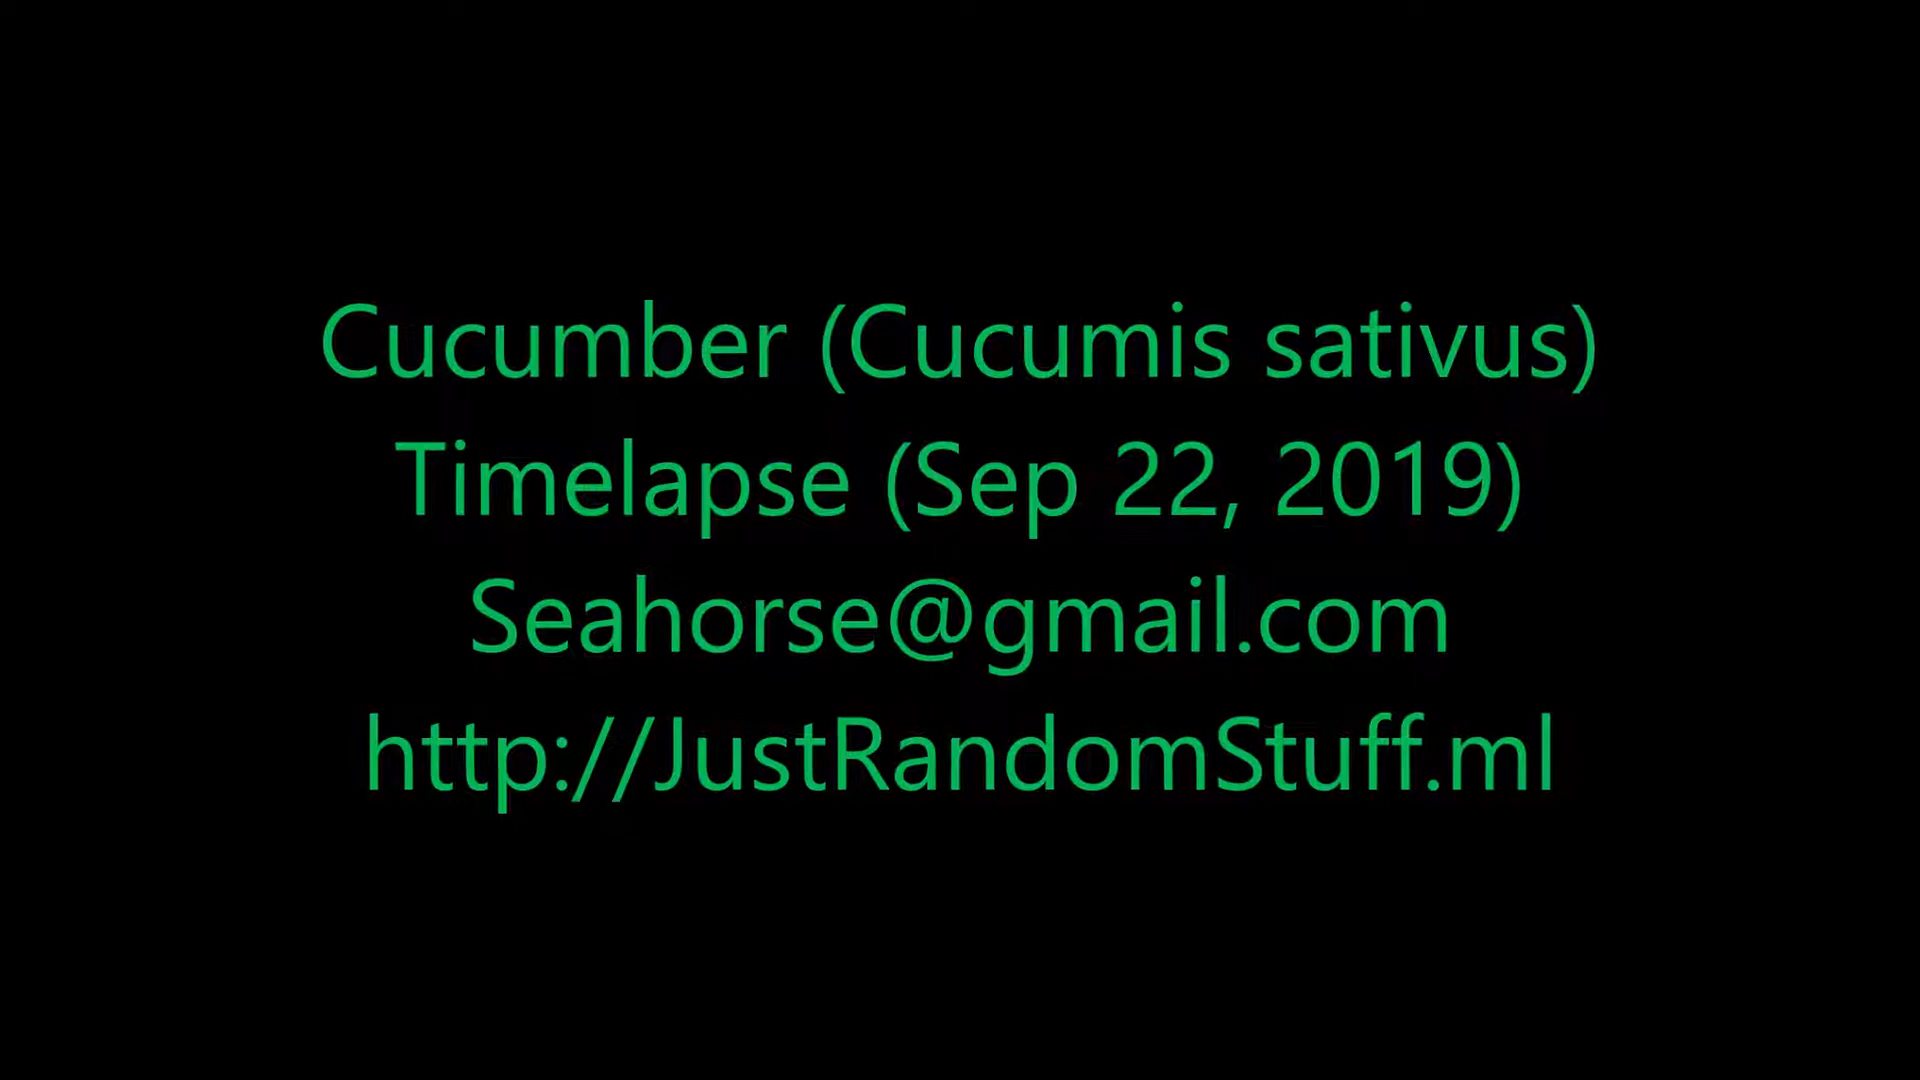 Cucumber (Cucumis sativus)
Timelapse (Sep 22, 2019)
Seahorse@gmail.com
http://JustRandomStuff.ml